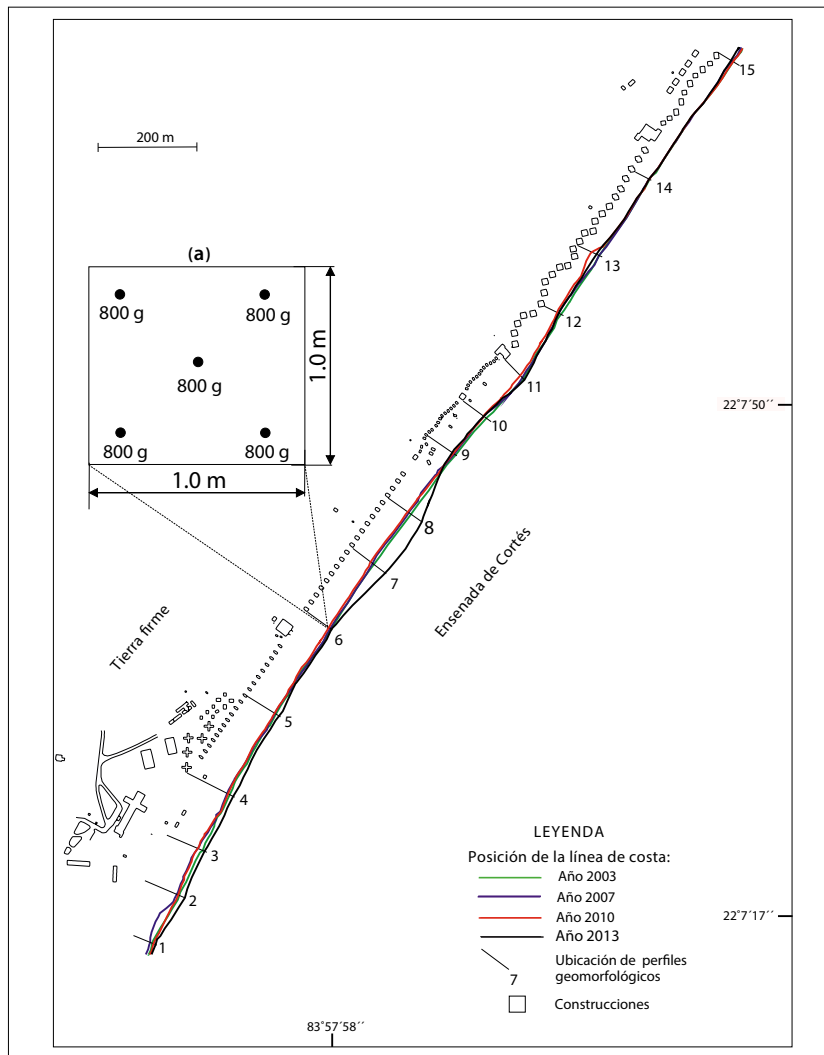 15
200 m
14
(a)
13
800 g
800 g
12
800 g
1.0 m
11
22°7´50´´
10
800 g
800 g
9
1.0 m
8
7
Ensenada de Cortés
6
Tierra firme
5
4
LEYENDA
3
Posición de la línea de costa:
Año 2003
2
Año 2007
Año 2010
22°7´17´´
Año 2013
1
Ubicación de perfiles
geomorfológicos
7
Construcciones
83°57´58´´